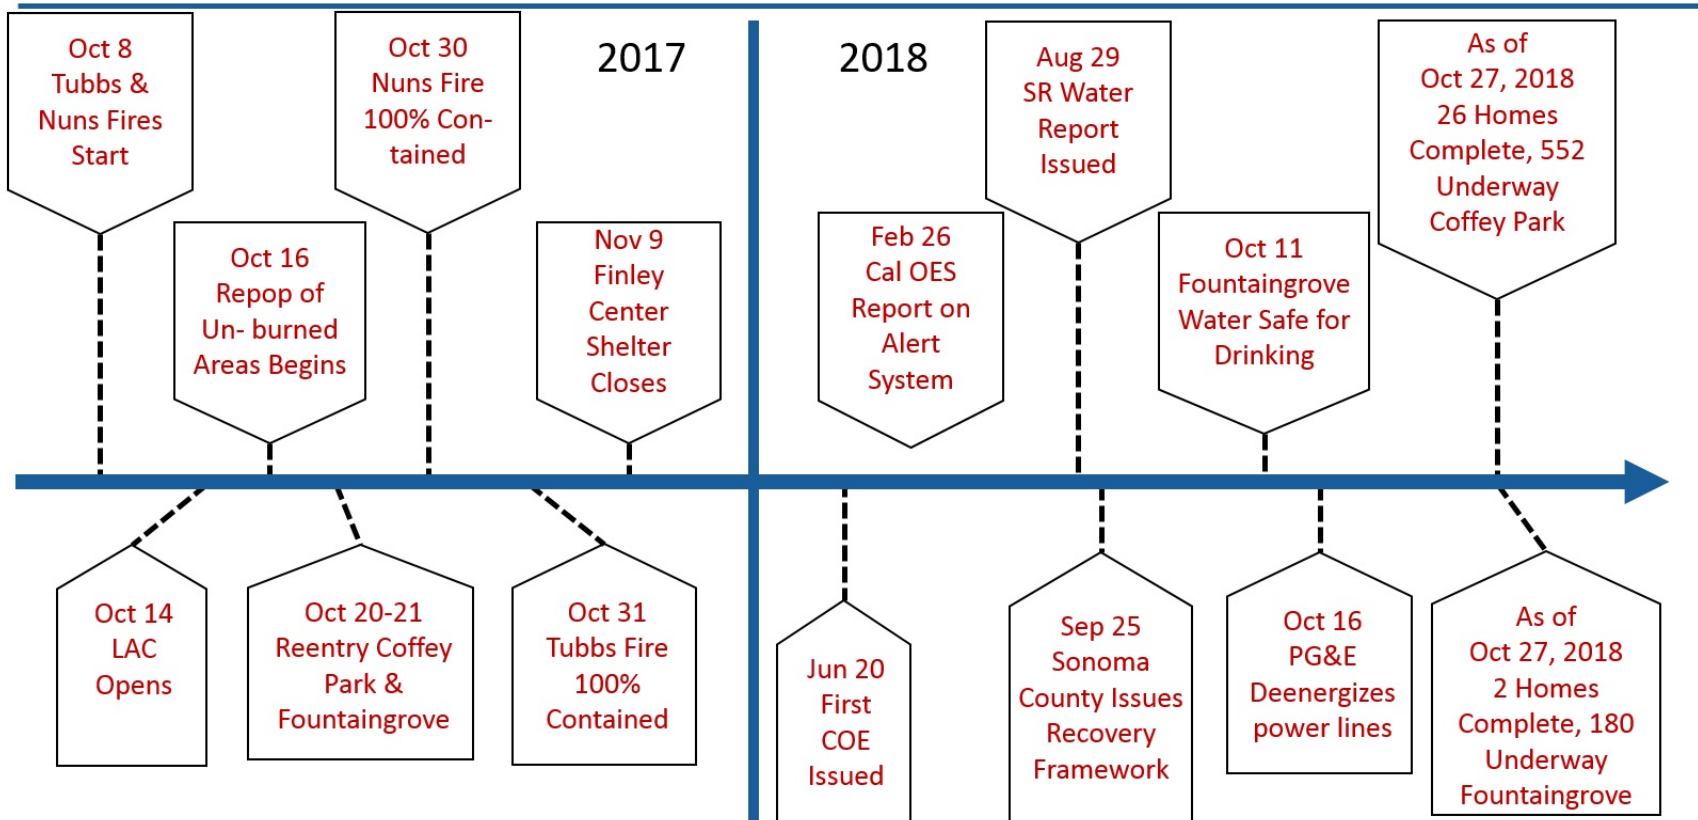 Oct 8
Tubbs &
Nuns Fires
Start
Oct 30
Nuns Fire
100% Con-
tained
2017
2018
Aug 29
SR Water
Report
Issued
As of
Oct 27, 2018
26 Homes
Complete, 552
Underway
Coffey Park
Oct 16
Repop of
Un- burned
Areas Begins
Nov 9
Finley
Center
Shelter
Closes
Feb 26
Cal OES
Report on
Alert
System
Oct 11
Fountaingrove
Water Safe for
Drinking
Oct 14
LAC
Opens
Oct 20-21
Reentry Coffey
Park &
Fountaingrove
Oct 31
Tubbs Fire
100%
Contained
Jun 20
First
COE
Issued
Sep 25
Sonoma
County Issues
Recovery
Framework
Oct 16
PG&E
Deenergizes
power lines
As of
Oct 27, 2018
2 Homes
Complete, 180
Underway
Fountaingrove